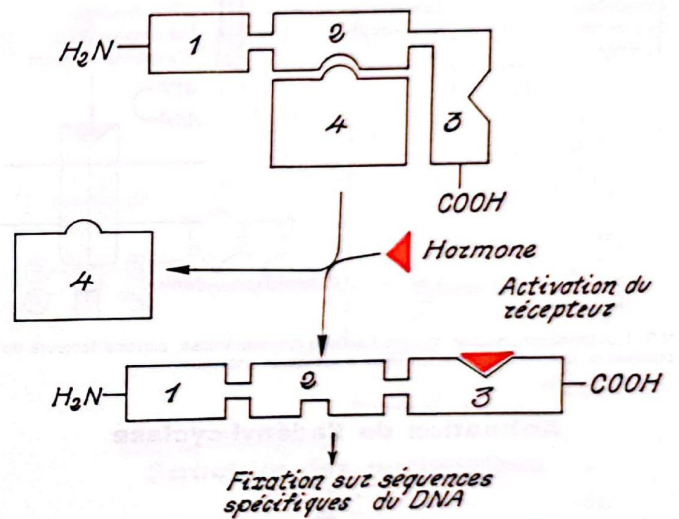 1
2
H₂N
4
3
COOH
4
Hormone
Activation du
récepteur
H₂N
1
2
3
COOH
Fixation sur séquences
spécifiques du DNA